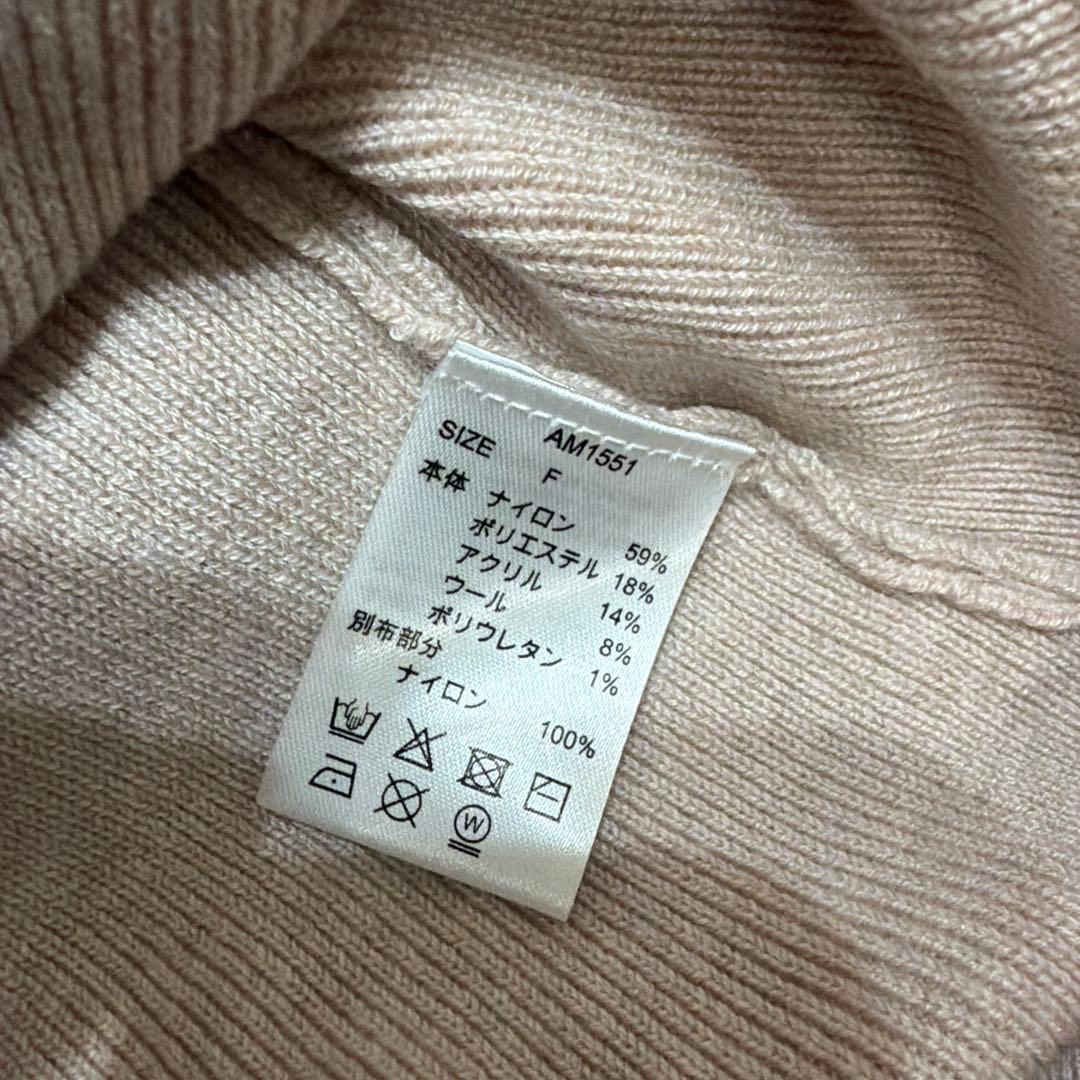 AM1551
SIZE F
本体 ナイロン 59%
ポリエステル 18%
アクリル 14%
ウール 8%
ポリウレタン 1%
別布部分
ナイロン 100%
W